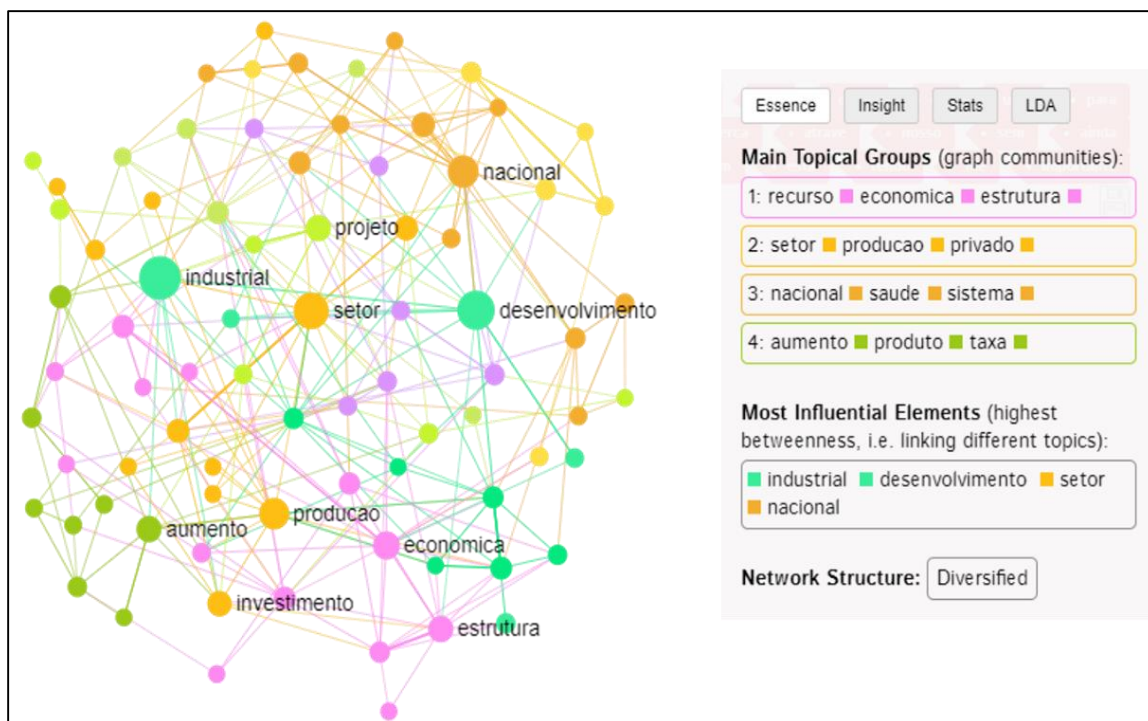 nacional
projeto
industrial
setor
desenvolvimento
producao
aumento
economica
investimento
estrutura
Essence
Insight
Stats
LDA
Main Topical Groups (graph communities):
1: recurso economica estrutura
2: setor producao privado
3: nacional saude sistema
4: aumento produto taxa
Most Influential Elements (highest
betweenness, i.e. linking different topics):
industrial desenvolvimento setor
nacional
Network Structure: Diversified